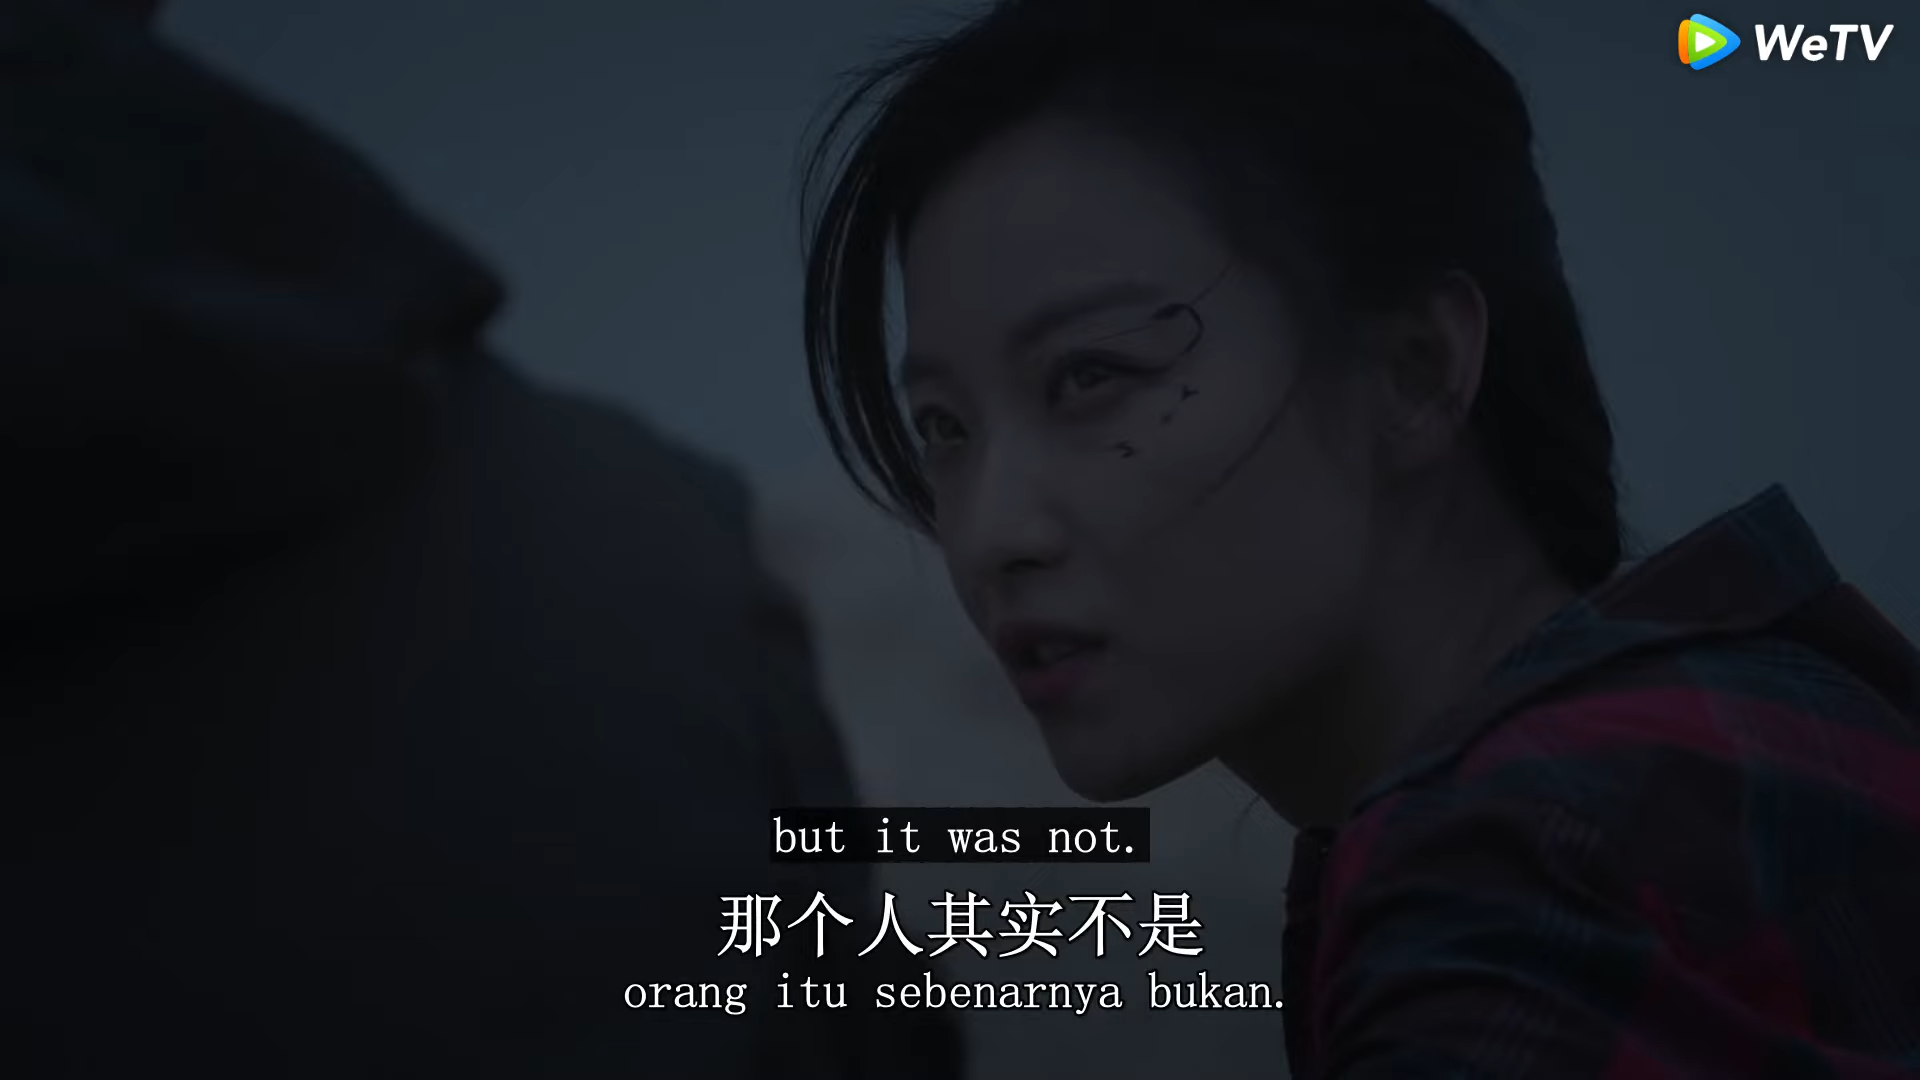 WeTV
but it was not.
那个人其实不是
orang itu sebenarnya bukan.